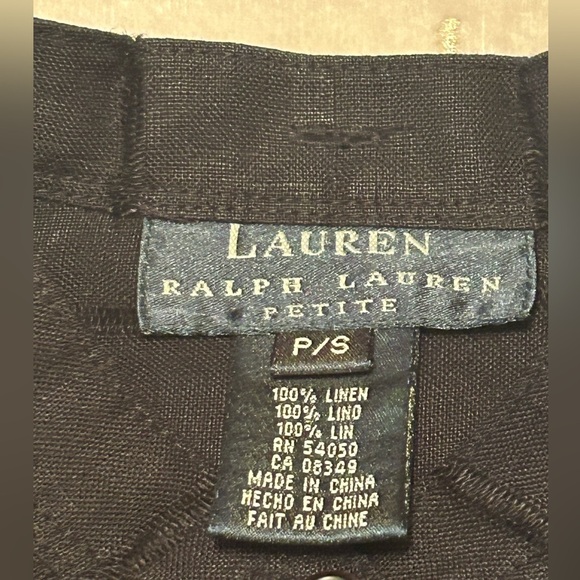 LAUREN
RALPH LAUREN
PETITE
P/S
100% LINEN
100% LINO
100% LIN
RN 54050
CA 08349
MADE IN CHINA
HECHO EN CHINA
FAIT AU CHINE